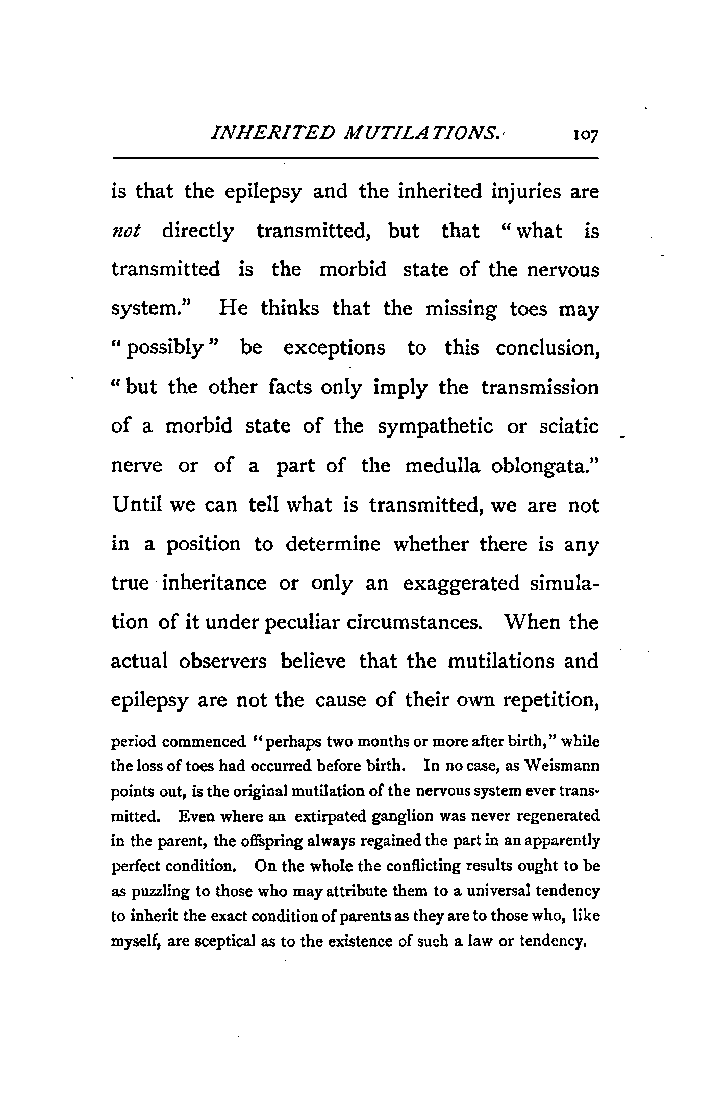 INHERITED MUTILATIONS. 107
is that the epilepsy and the inherited injuries are
not directly transmitted, but that “what is
transmitted is the morbid state of the nervous
system.” He thinks that the missing toes may
“possibly” be exceptions to this conclusion,
“but the other facts only imply the transmission
of a morbid state of the sympathetic or sciatic
nerve or of a part of the medulla oblongata.”
Until we can tell what is transmitted, we are not
in a position to determine whether there is any
true inheritance or only an exaggerated simula-
tion of it under peculiar circumstances. When the
actual observers believe that the mutilations and
epilepsy are not the cause of their own repetition,
period commenced “perhaps two months or more after birth,” while
the loss of toes had occurred before birth. In no case, as Weismann
points out, is the original mutilation of the nervous system ever trans-
mitted. Even where an extirpated ganglion was never regenerated
in the parent, the offspring always regained the part in an apparently
perfect condition. On the whole the conflicting results ought to be
as puzzling to those who may attribute them to a universal tendency
to inherit the exact condition of parents as they are to those who, like
myself, are sceptical as to the existence of such a law or tendency.